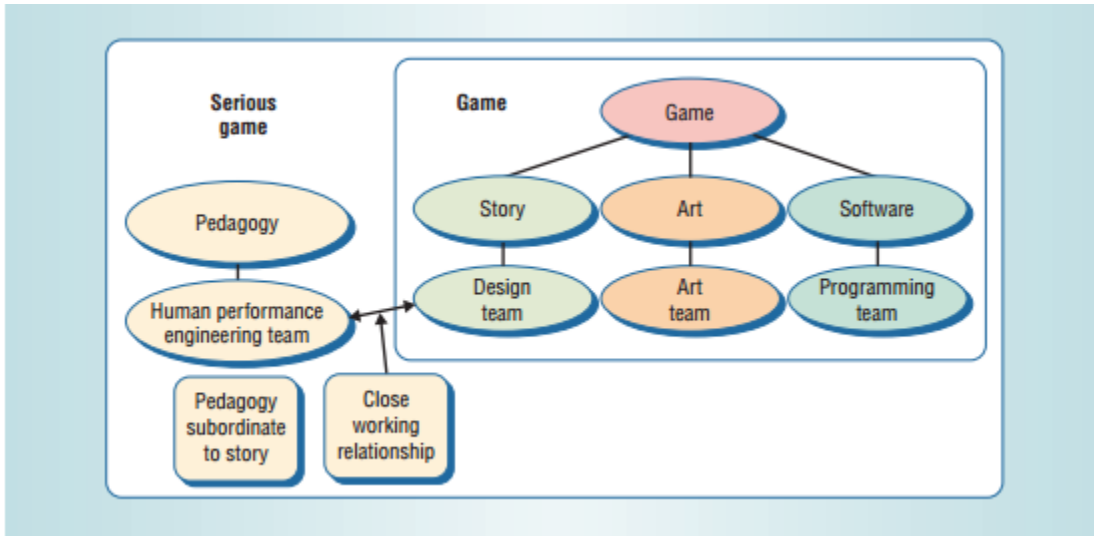 Serious
game
Game
Game
Story
Art
Software
Pedagogy
Design
team
Art
team
Programming
team
Human performance
engineering team
Pedagogy
subordinate
to story
Close
working
relationship